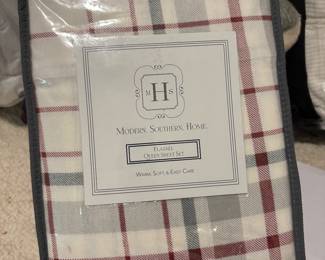 M H S
MODERN. SOUTHERN. HOME.
FLANNEL
QUEEN SHEET SET
WARM, SOFT & EASY CARE